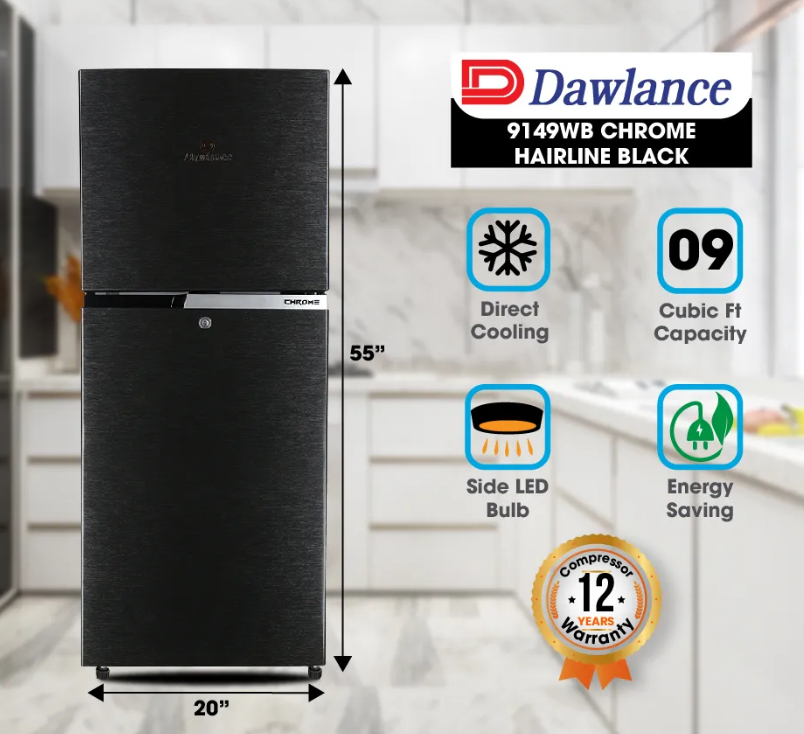 Dawlance
9149WB CHROME
HAIRLINE BLACK
Dawlance
CHROME
55”
20”
Direct
Cooling
09
Cubic Ft
Capacity
Side LED
Bulb
Energy
Saving
Compressor
12
YEARS
Warranty